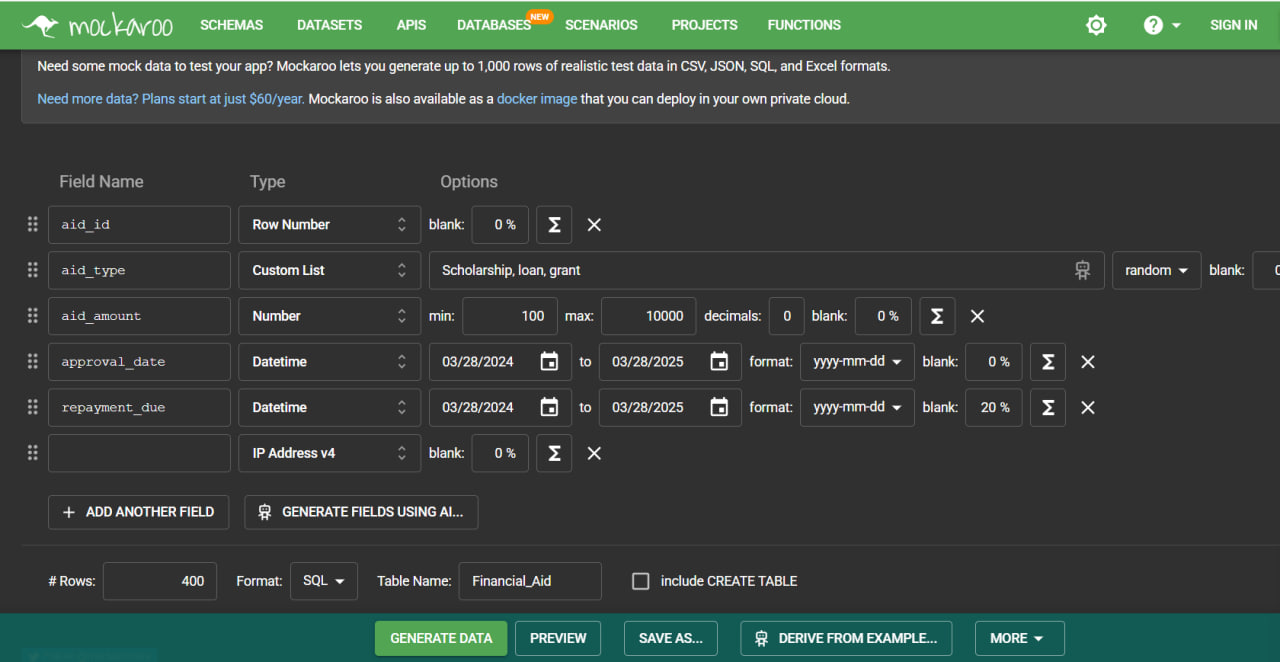 mockaroo SCHEMAS DATASETS APIS DATABASES NEW SCENARIOS PROJECTS FUNCTIONS ? SIGN IN
Need some mock data to test your app? Mockaroo lets you generate up to 1,000 rows of realistic test data in CSV, JSON, SQL, and Excel formats.
Need more data? Plans start at just $60/year. Mockaroo is also available as a docker image that you can deploy in your own private cloud.
Field Name Type Options
aid_id Row Number blank: 0 % Σ
aid_type Custom List Scholarship, loan, grant random blank:
aid_amount Number min: 100 max: 10000 decimals: 0 blank: 0 % Σ
approval_date Datetime 03/28/2024 to 03/28/2025 format: yyyy-mm-dd blank: 0 % Σ
repayment_due Datetime 03/28/2024 to 03/28/2025 format: yyyy-mm-dd blank: 20 % Σ
IP Address v4 blank: 0 % Σ
+ ADD ANOTHER FIELD GENERATE FIELDS USING AI...
# Rows: 400 Format: SQL Table Name: Financial_Aid include CREATE TABLE
GENERATE DATA PREVIEW SAVE AS... DERIVE FROM EXAMPLE... MORE